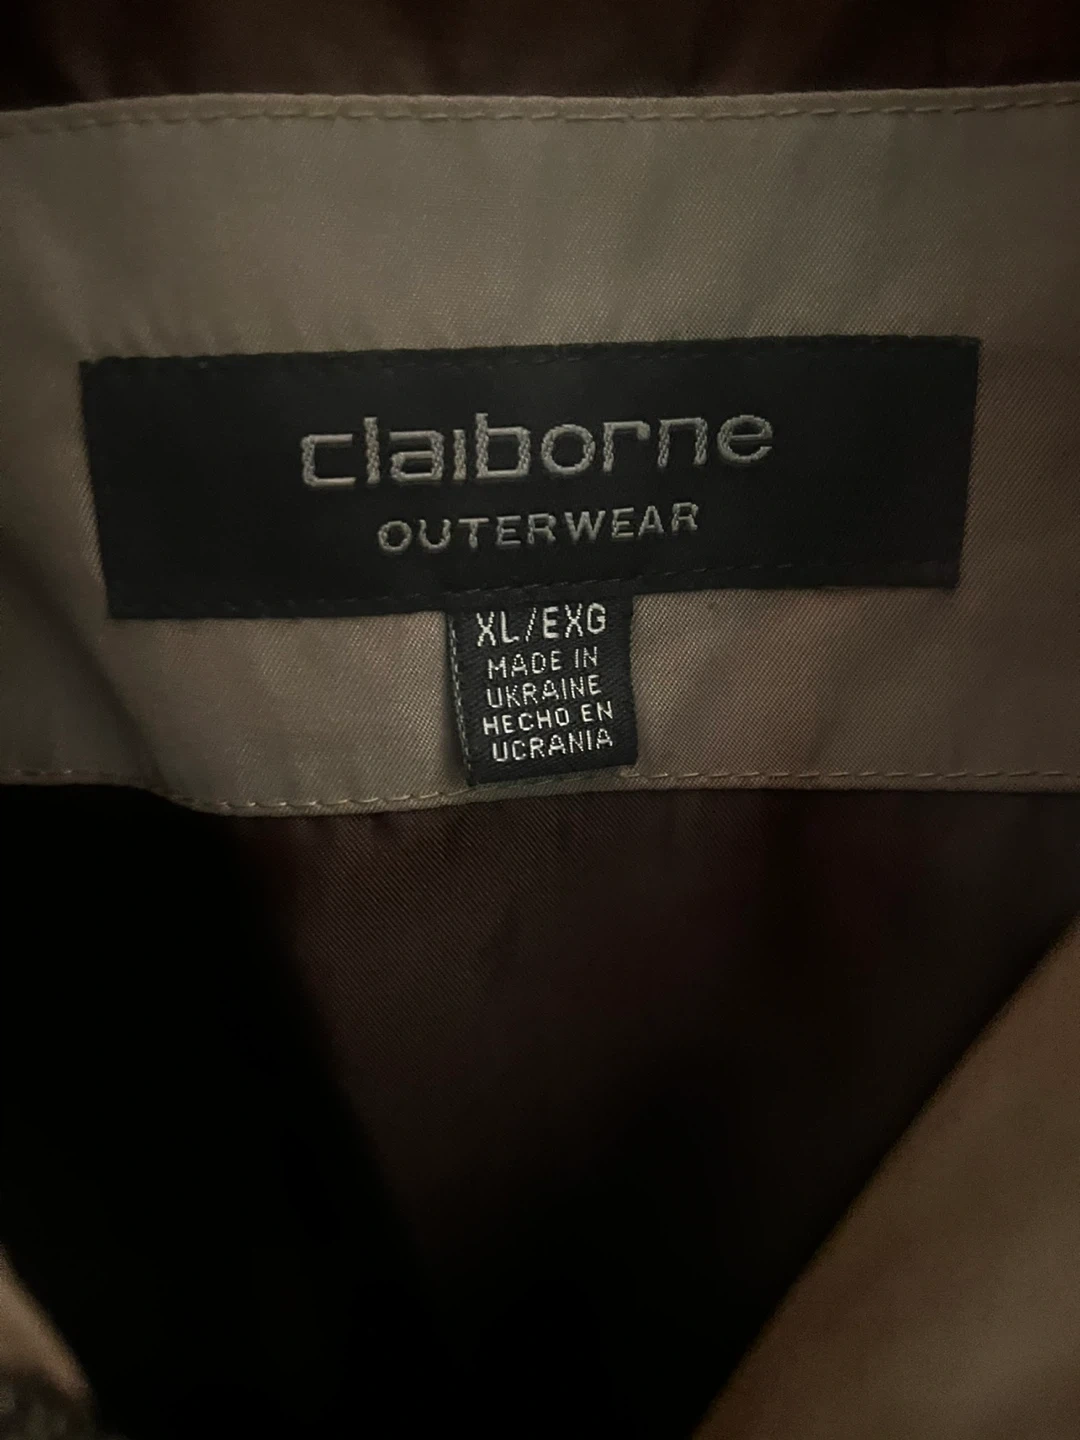 claiborne
OUTERWEAR
XL/EXG
MADE IN
UKRAINE
HECHO EN
UCRANIA